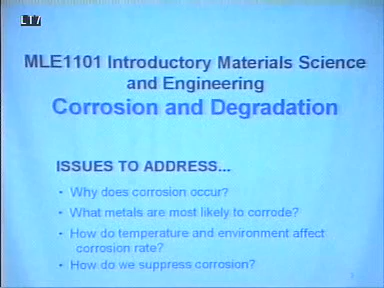 LT7
MLE1101 Introductory Materials Science
and Engineering
Corrosion and Degradation
ISSUES TO ADDRESS...
• Why does corrosion occur?
• What metals are most likely to corrode?
• How do temperature and environment affect
corrosion rate?
• How do we suppress corrosion?